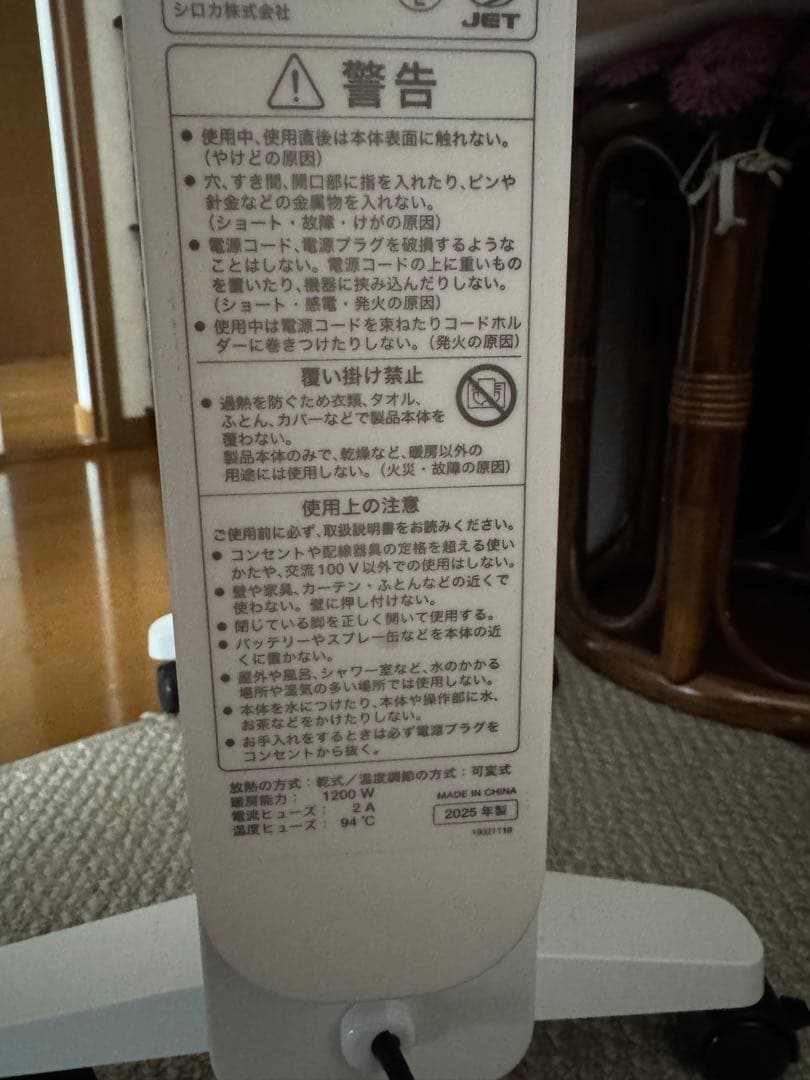 シロカ株式会社
JET
警告
● 使用中、使用直後は本体表面に触れない。
（やけどの原因）
● 穴、すき間、開口部に指を入れたり、ピンや
針金などの金属物を入れない。
（ショート・故障・けがの原因）
● 電源コード、電源プラグを破損するような
ことはしない。電源コードの上に重いもの
を置いたり、機器に挟み込んだりしない。
（ショート・感電・発火の原因）
● 使用中は電源コードを束ねたりコードホル
ダーに巻きつけたりしない。（発火の原因）
覆い掛け禁止
● 過熱を防ぐため衣類、タオル、
ふとん、カバーなどで製品本体を
覆わない。
製品本体のみで、乾燥など、暖房以外の
用途には使用しない。（火災・故障の原因）
使用上の注意
ご使用前に必ず、取扱説明書をお読みください。
● コンセントや配線器具の定格を超える使い
かたや、交流100 V以外での使用はしない。
● 壁や家具、カーテン・ふとんなどの近くで
使わない。壁に押し付けない。
● 閉じている脚を正しく開いて使用する。
● バッテリーやスプレー缶などを本体の近
くに置かない。
● 屋外や風呂、シャワー室など、水のかかる
場所や湿気の多い場所では使用しない。
● 本体を水につけたり、本体や操作部に水、
お茶などをかけたりしない。
● お手入れをするときは必ず電源プラグを
コンセントから抜く。
放熱の方式：乾式／温度調節の方式：可変式
暖房能力： 1200 W
電流ヒューズ： 2 A
温度ヒューズ： 94 ℃
MADE IN CHINA
2025 年製